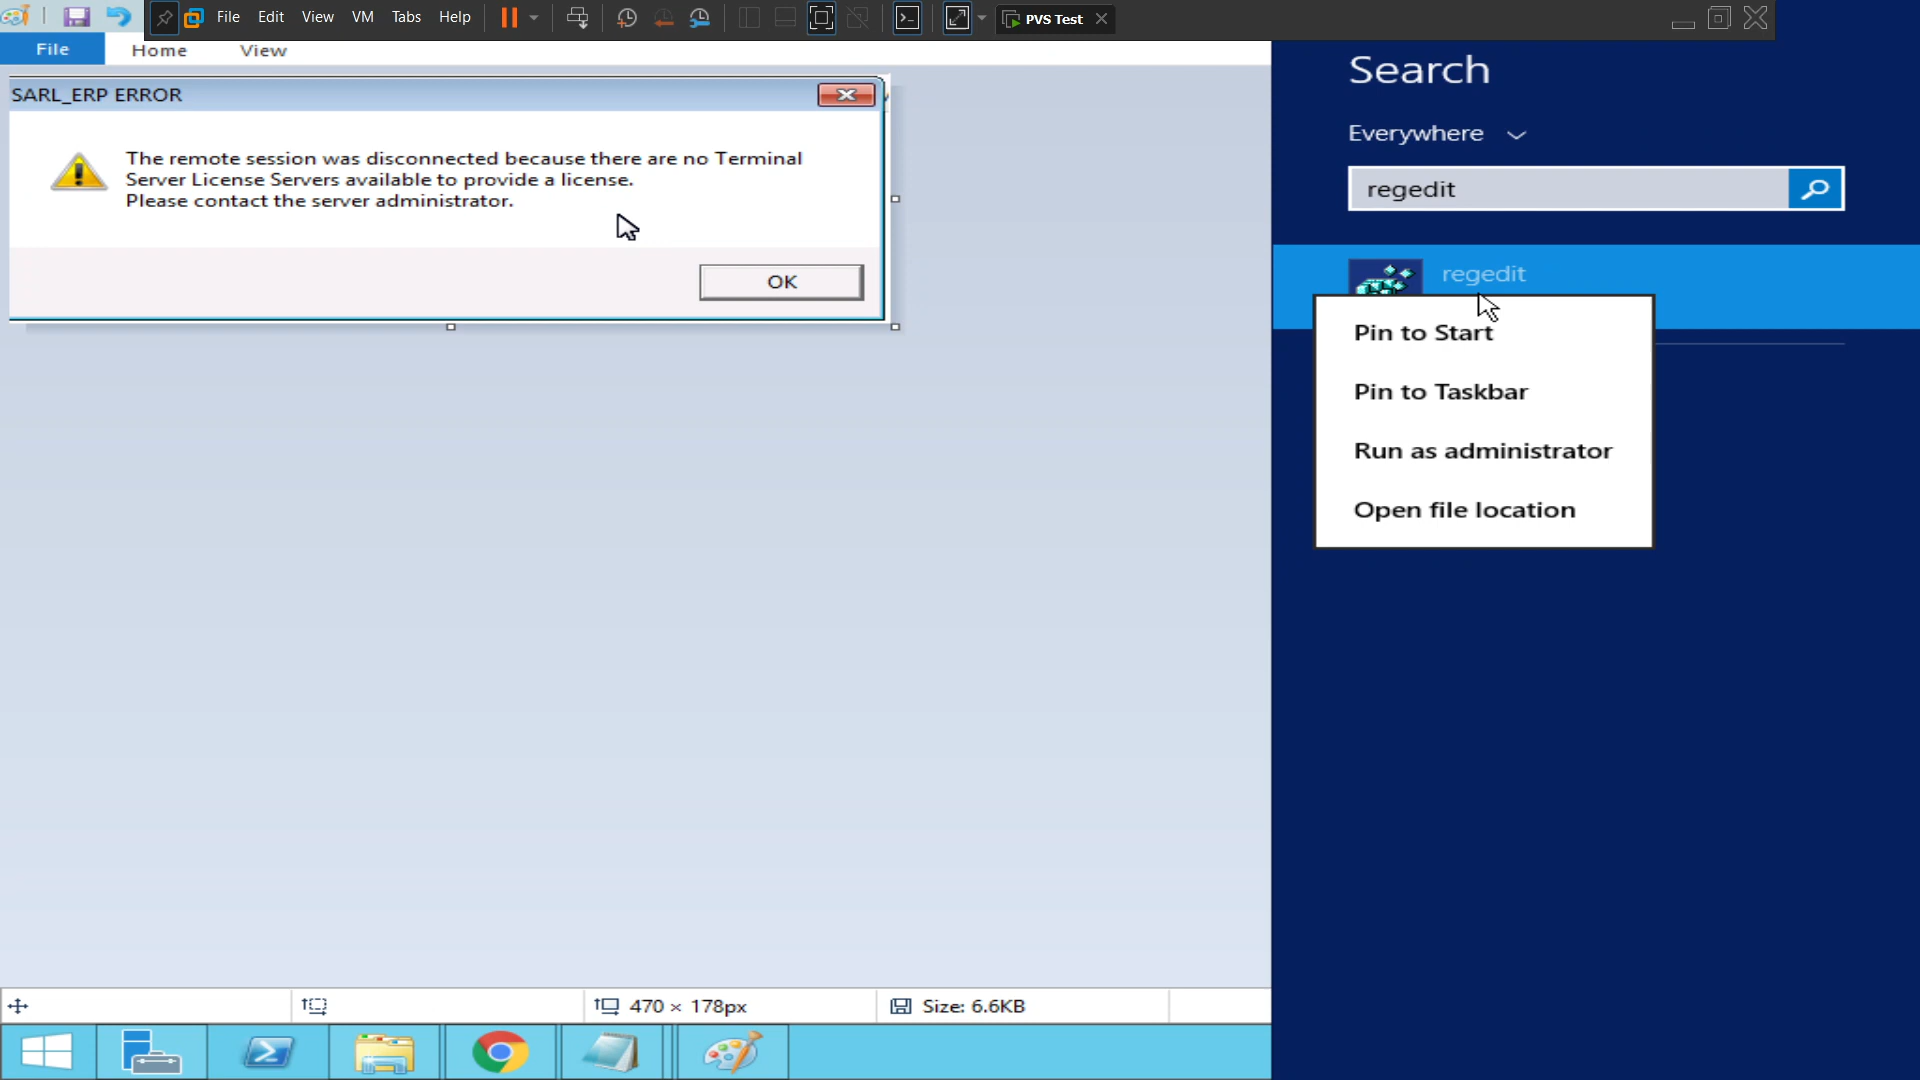 File Edit View VM Tabs Help PVS Test
File Home View
SARL_ERP ERROR
The remote session was disconnected because there are no Terminal
Server License Servers available to provide a license.
Please contact the server administrator.
OK
470 × 178px Size: 6.6KB
Search
Everywhere
regedit
regedit
Pin to Start
Pin to Taskbar
Run as administrator
Open file location